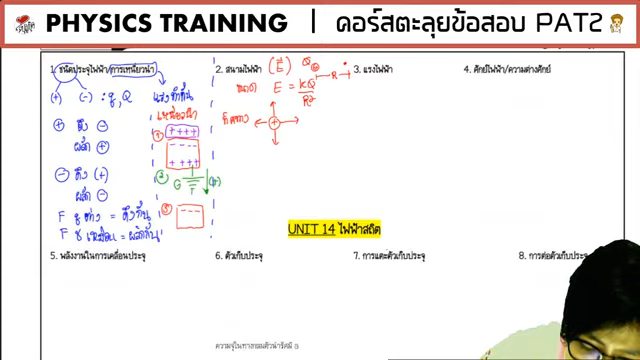 PHYSICS TRAINING | คอร์สตะลุยข้อสอบ PAT2
1. ชนิดประจุไฟฟ้า/การเหนี่ยวนำ
2. สนามไฟฟ้า (E)
3. แรงไฟฟ้า
4. ศักย์ไฟฟ้า/ความต่างศักย์
(+) (-) : q, Q
⊕ ดึง ⊖
ผลัก ⊕
⊖ ดึง (+)
ผลัก ⊖
F q ต่าง = ดึงกัน
F q เหมือน = ผลักกัน
เหนี่ยวนำ
①
++++
----
++++
②
G
③
---
ขนาด E = KQ/R²
Q
R
ทิศทาง
+
UNIT 14 ไฟฟ้าสถิต
5. พลังงานในการเคลื่อนประจุ
6. ตัวเก็บประจุ
7. การแตะตัวเก็บประจุ
8. การต่อตัวเก็บประจุ